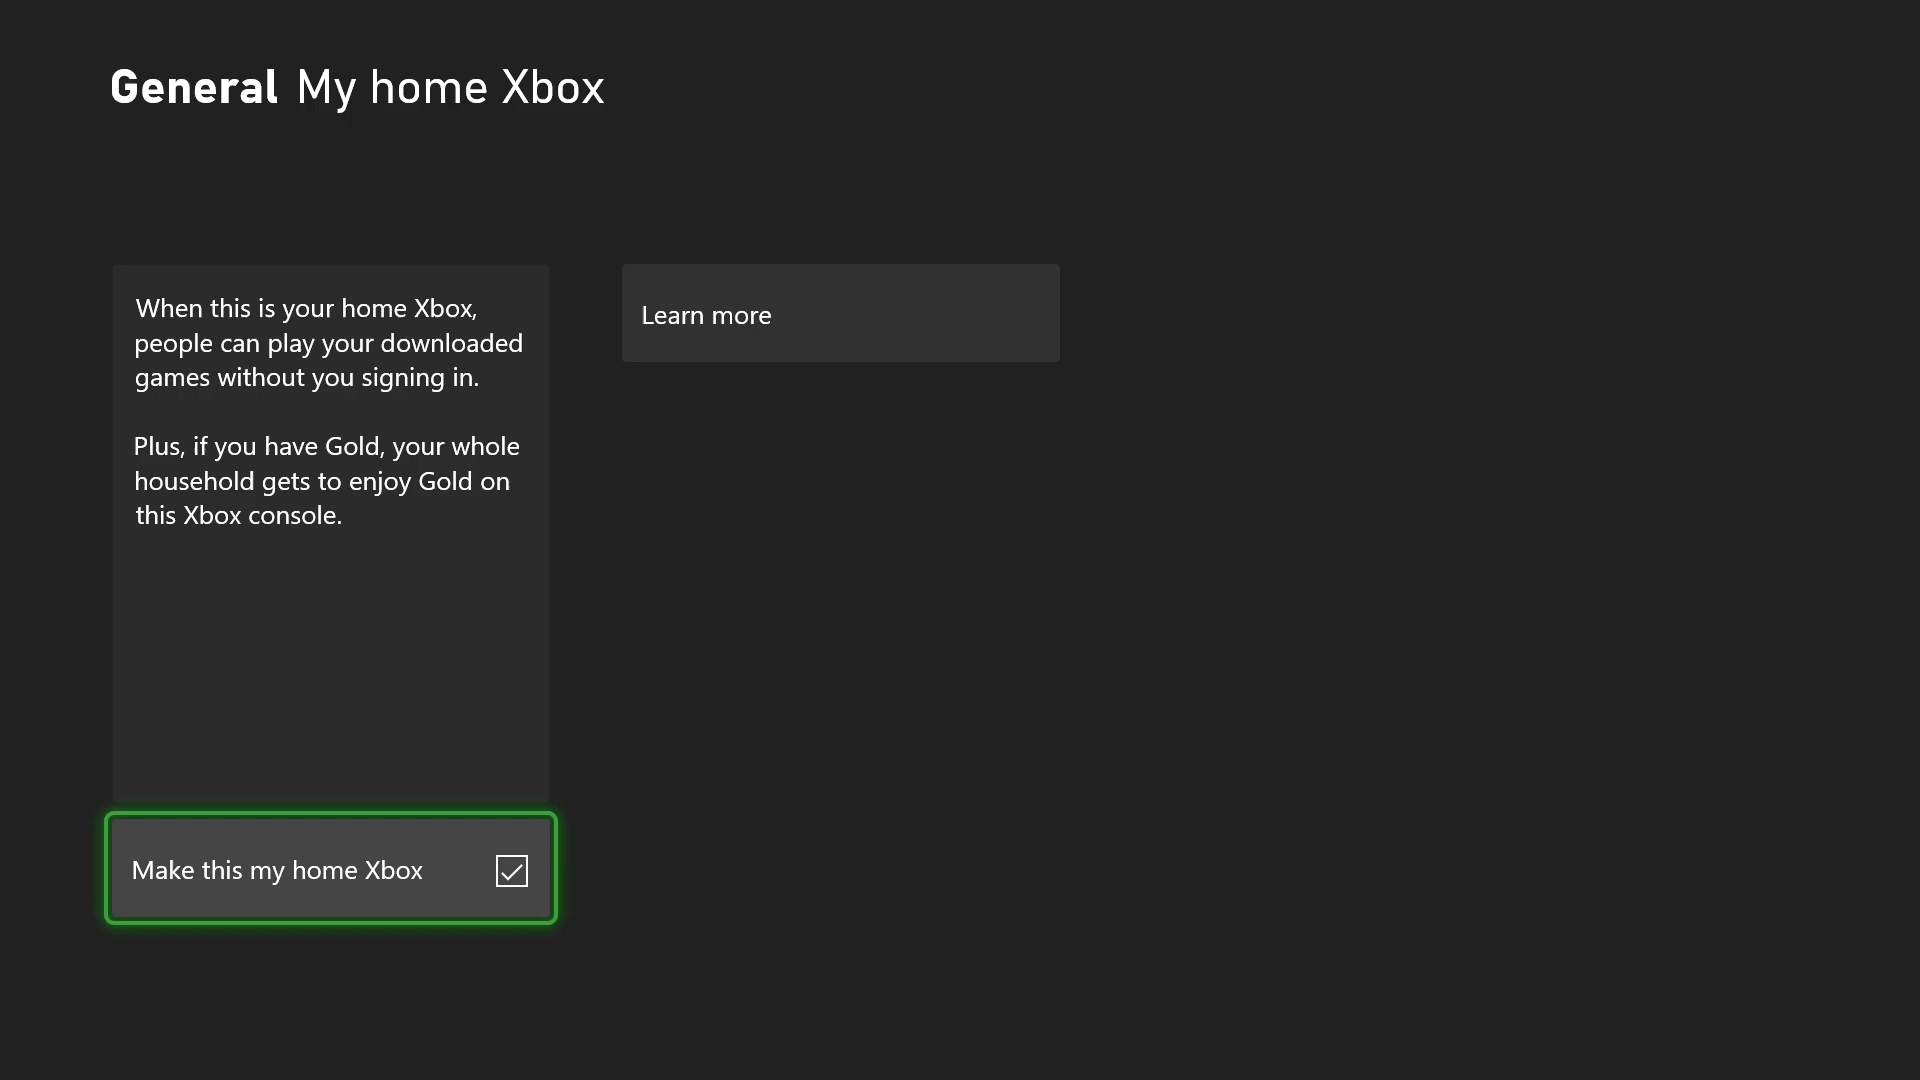 General My home Xbox
When this is your home Xbox,
people can play your downloaded
games without you signing in.
Plus, if you have Gold, your whole
household gets to enjoy Gold on
this Xbox console.
Make this my home Xbox
Learn more